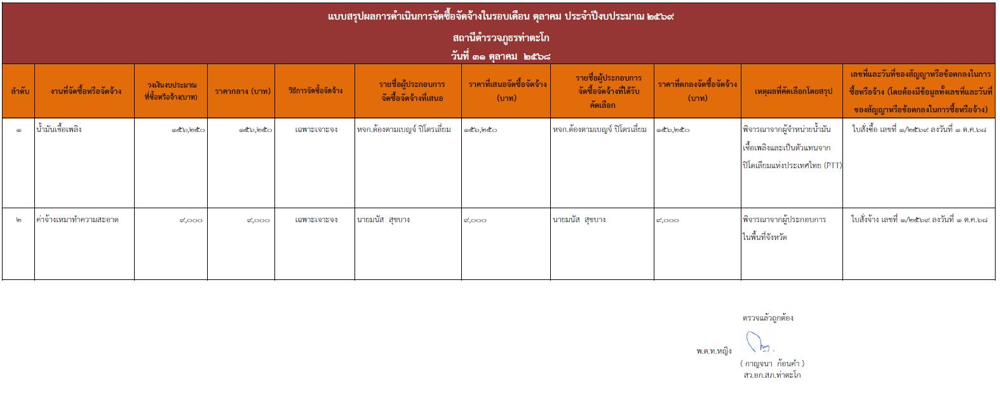 แบบสรุปผลการดำเนินการจัดซื้อจัดจ้างในรอบเดือน ตุลาคม ประจำปีงบประมาณ ๒๕๖๙
สถานีตำรวจภูธรท่าตะโก
วันที่ ๓๑ ตุลาคม ๒๕๖๘
ลำดับ
งานที่จัดซื้อหรือจัดจ้าง
วงเงินงบประมาณ
ที่ซื้อหรือจ้าง(บาท)
ราคากลาง (บาท)
วิธีการจัดซื้อจัดจ้าง
รายชื่อผู้ประกอบการ
จัดซื้อจัดจ้างที่เสนอ
ราคาที่เสนอจัดซื้อจัดจ้าง
(บาท)
รายชื่อผู้ประกอบการ
จัดซื้อจัดจ้างที่ได้รับ
คัดเลือก
ราคาที่ตกลงจัดซื้อจัดจ้าง
(บาท)
เหตุผลที่คัดเลือกโดยสรุป
เลขที่และวันที่ของสัญญาหรือข้อตกลงในการ
ซื้อหรือจ้าง (โดยต้องมีข้อมูลทั้งเลขที่และวันที่
ของสัญญาหรือข้อตกลงในการซื้อหรือจ้าง)
๑
น้ำมันเชื้อเพลิง
๑๕๖,๒๕๐
๑๕๖,๒๕๐
เฉพาะเจาะจง
หจก.ต้องตามเบญจ์ ปิโตรเลี่ยม
๑๕๖,๒๕๐
หจก.ต้องตามเบญจ์ ปิโตรเลี่ยม
๑๕๖,๒๕๐
พิจารณาจากผู้จำหน่ายน้ำมัน
เชื้อเพลิงและเป็นตัวแทนจาก
ปิโตเลียมแห่งประเทศไทย (PTT)
ใบสั่งซื้อ เลขที่ ๑/๒๕๖๙ ลงวันที่ ๑ ต.ค.๖๘
๒
ค่าจ้างเหมาทำความสะอาด
๙,๐๐๐
๙,๐๐๐
เฉพาะเจาะจง
นายมนัส สุขบาง
๙,๐๐๐
นายมนัส สุขบาง
๙,๐๐๐
พิจารณาจากผู้ประกอบการ
ในพื้นที่จังหวัด
ใบสั่งจ้าง เลขที่ ๑/๒๕๖๙ ลงวันที่ ๑ ต.ค.๖๘
ตรวจแล้วถูกต้อง
พ.ต.ท.หญิง
( กาญจนา ก้อนคำ )
สว.อก.สภ.ท่าตะโก